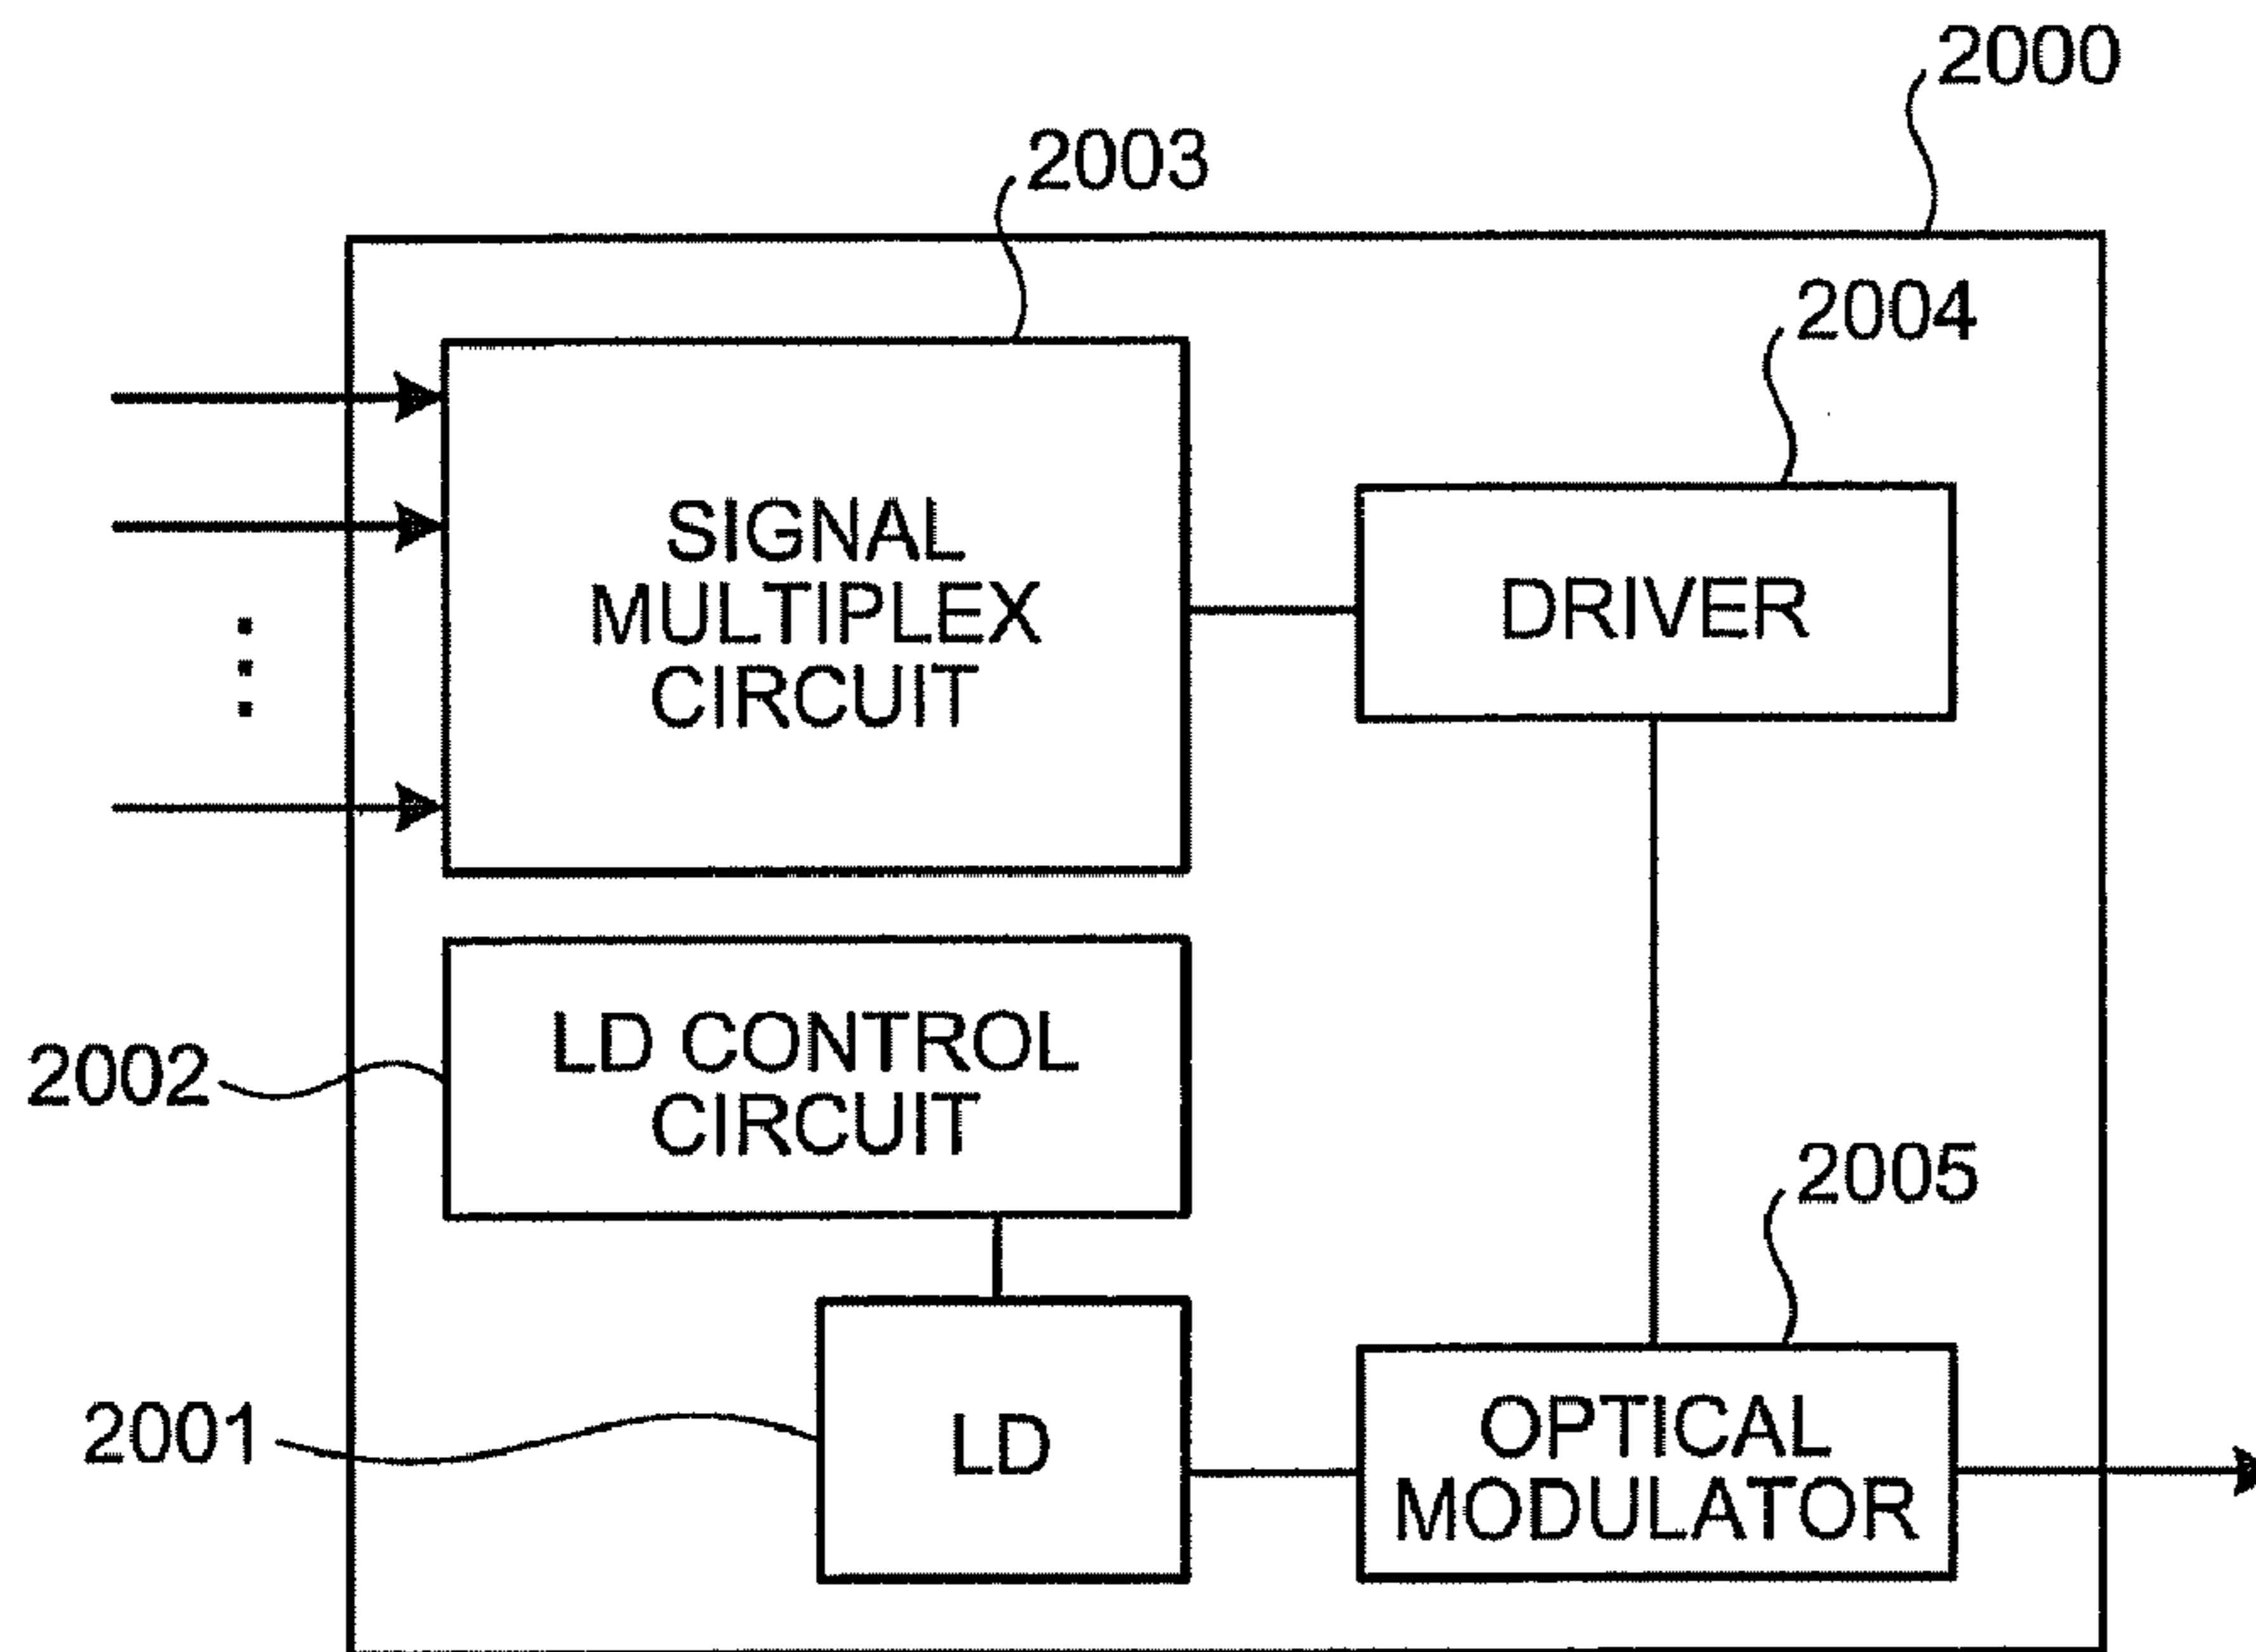 2000
2003
2004
SIGNAL
MULTIPLEX
CIRCUIT
DRIVER
2002
LD CONTROL
CIRCUIT
2005
2001
LD
OPTICAL
MODULATOR